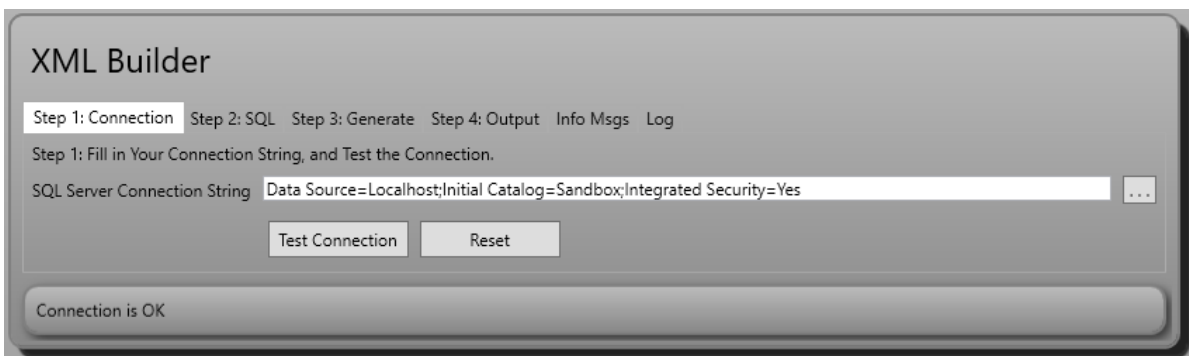 XML Builder
Step 1: Connection Step 2: SQL Step 3: Generate Step 4: Output Info Msgs Log
Step 1: Fill in Your Connection String, and Test the Connection.
SQL Server Connection String Data Source=Localhost;Initial Catalog=Sandbox;Integrated Security=Yes ...
Test Connection Reset
Connection is OK